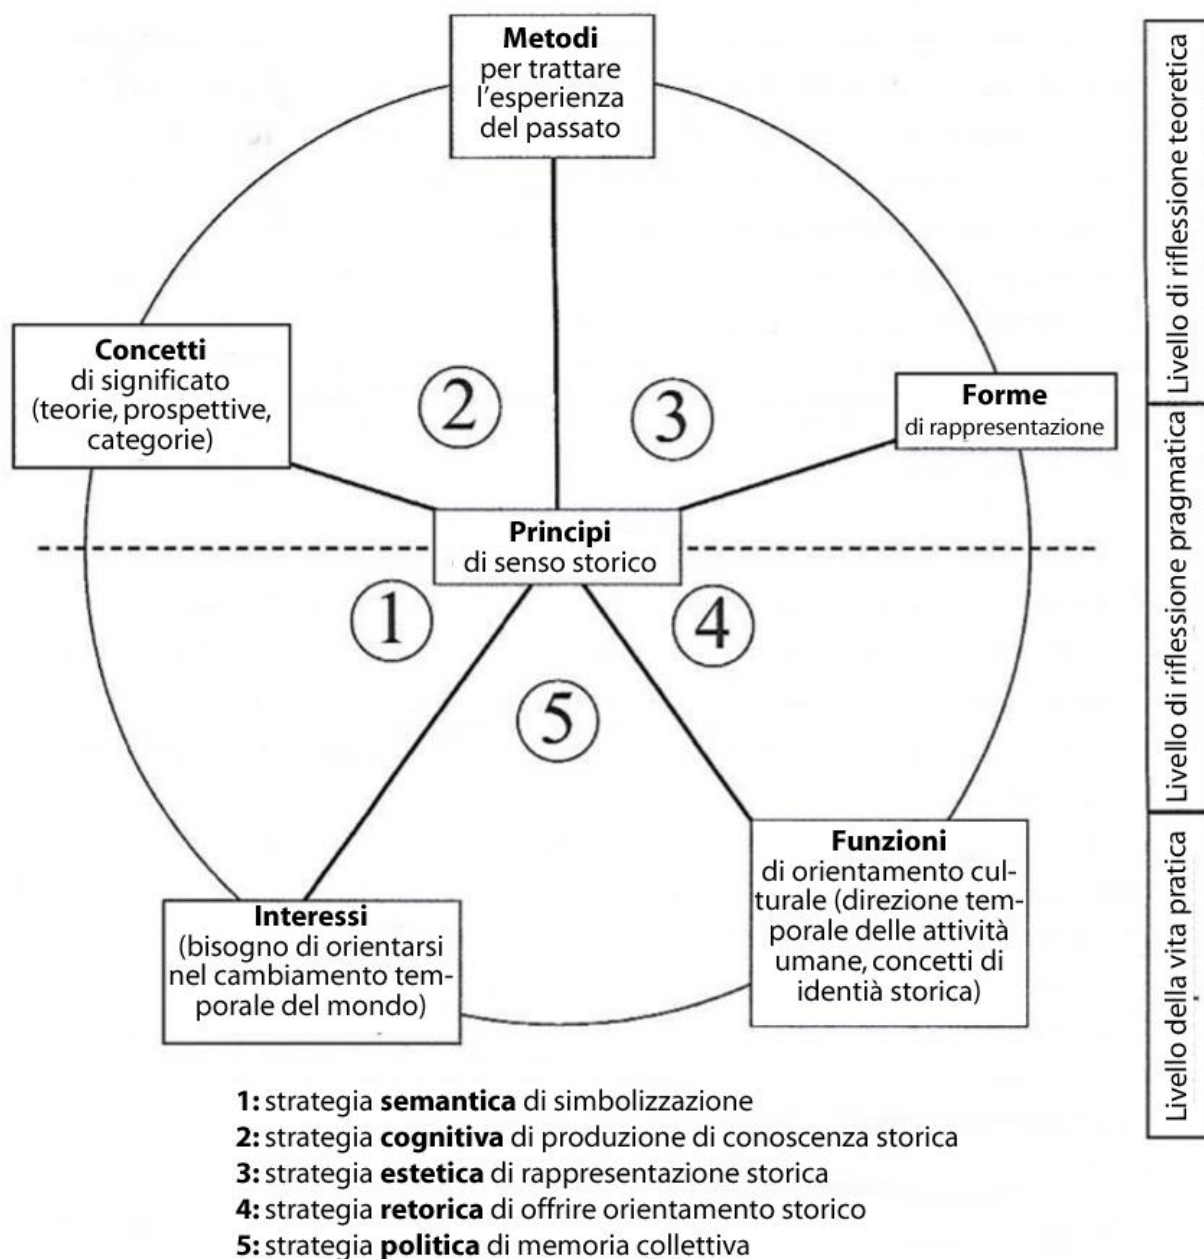 Metodi
per trattare
l'esperienza
del passato
Concetti
di significato
(teorie, prospettive,
categorie)
2
3
Forme
di rappresentazione
Principi
di senso storico
1
4
5
Interessi
(bisogno di orientarsi
nel cambiamento tem-
porale del mondo)
Funzioni
di orientamento cul-
turale (direzione tem-
porale delle attività
umane, concetti di
identià storica)
Livello di riflessione teoretica
Livello di riflessione pragmatica
Livello della vita pratica
1: strategia semantica di simbolizzazione
2: strategia cognitiva di produzione di conoscenza storica
3: strategia estetica di rappresentazione storica
4: strategia retorica di offrire orientamento storico
5: strategia politica di memoria collettiva